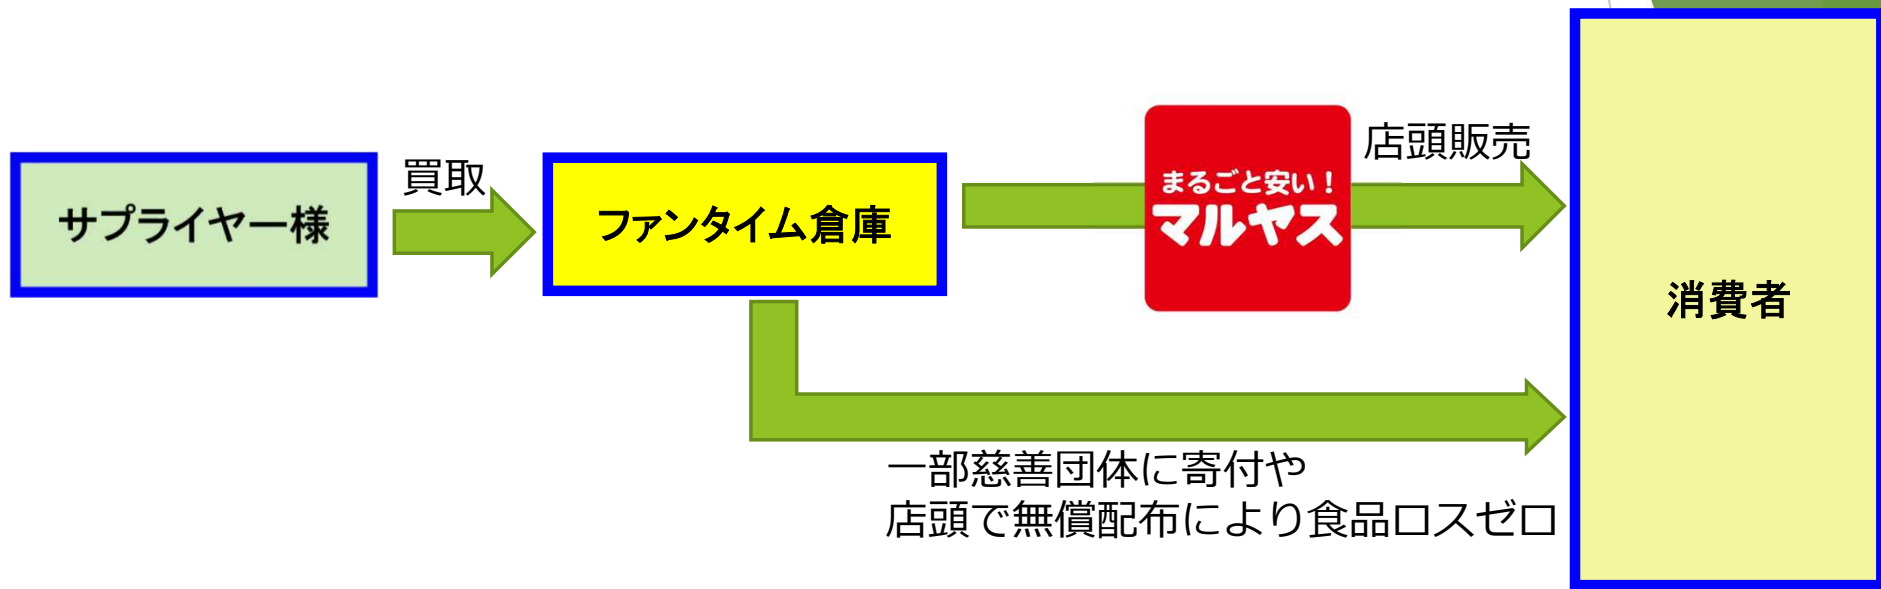 サプライヤー様
買取
ファンタイム倉庫
まるごと安い！
マルヤス
店頭販売
消費者
一部慈善団体に寄付や
店頭で無償配布により食品ロスゼロ